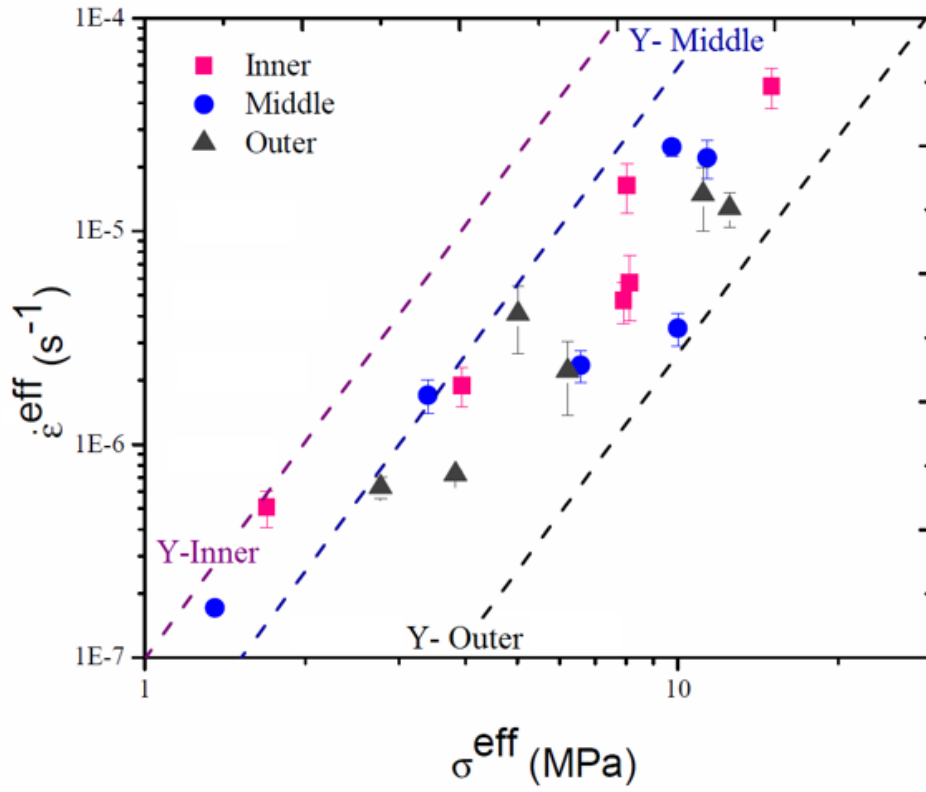 1E-4
Y- Middle
Inner
Middle
Outer
1E-5
ε̇^eff (s^-1)
1E-6
Y-Inner
Y- Outer
1E-7
1
10
σ^eff (MPa)